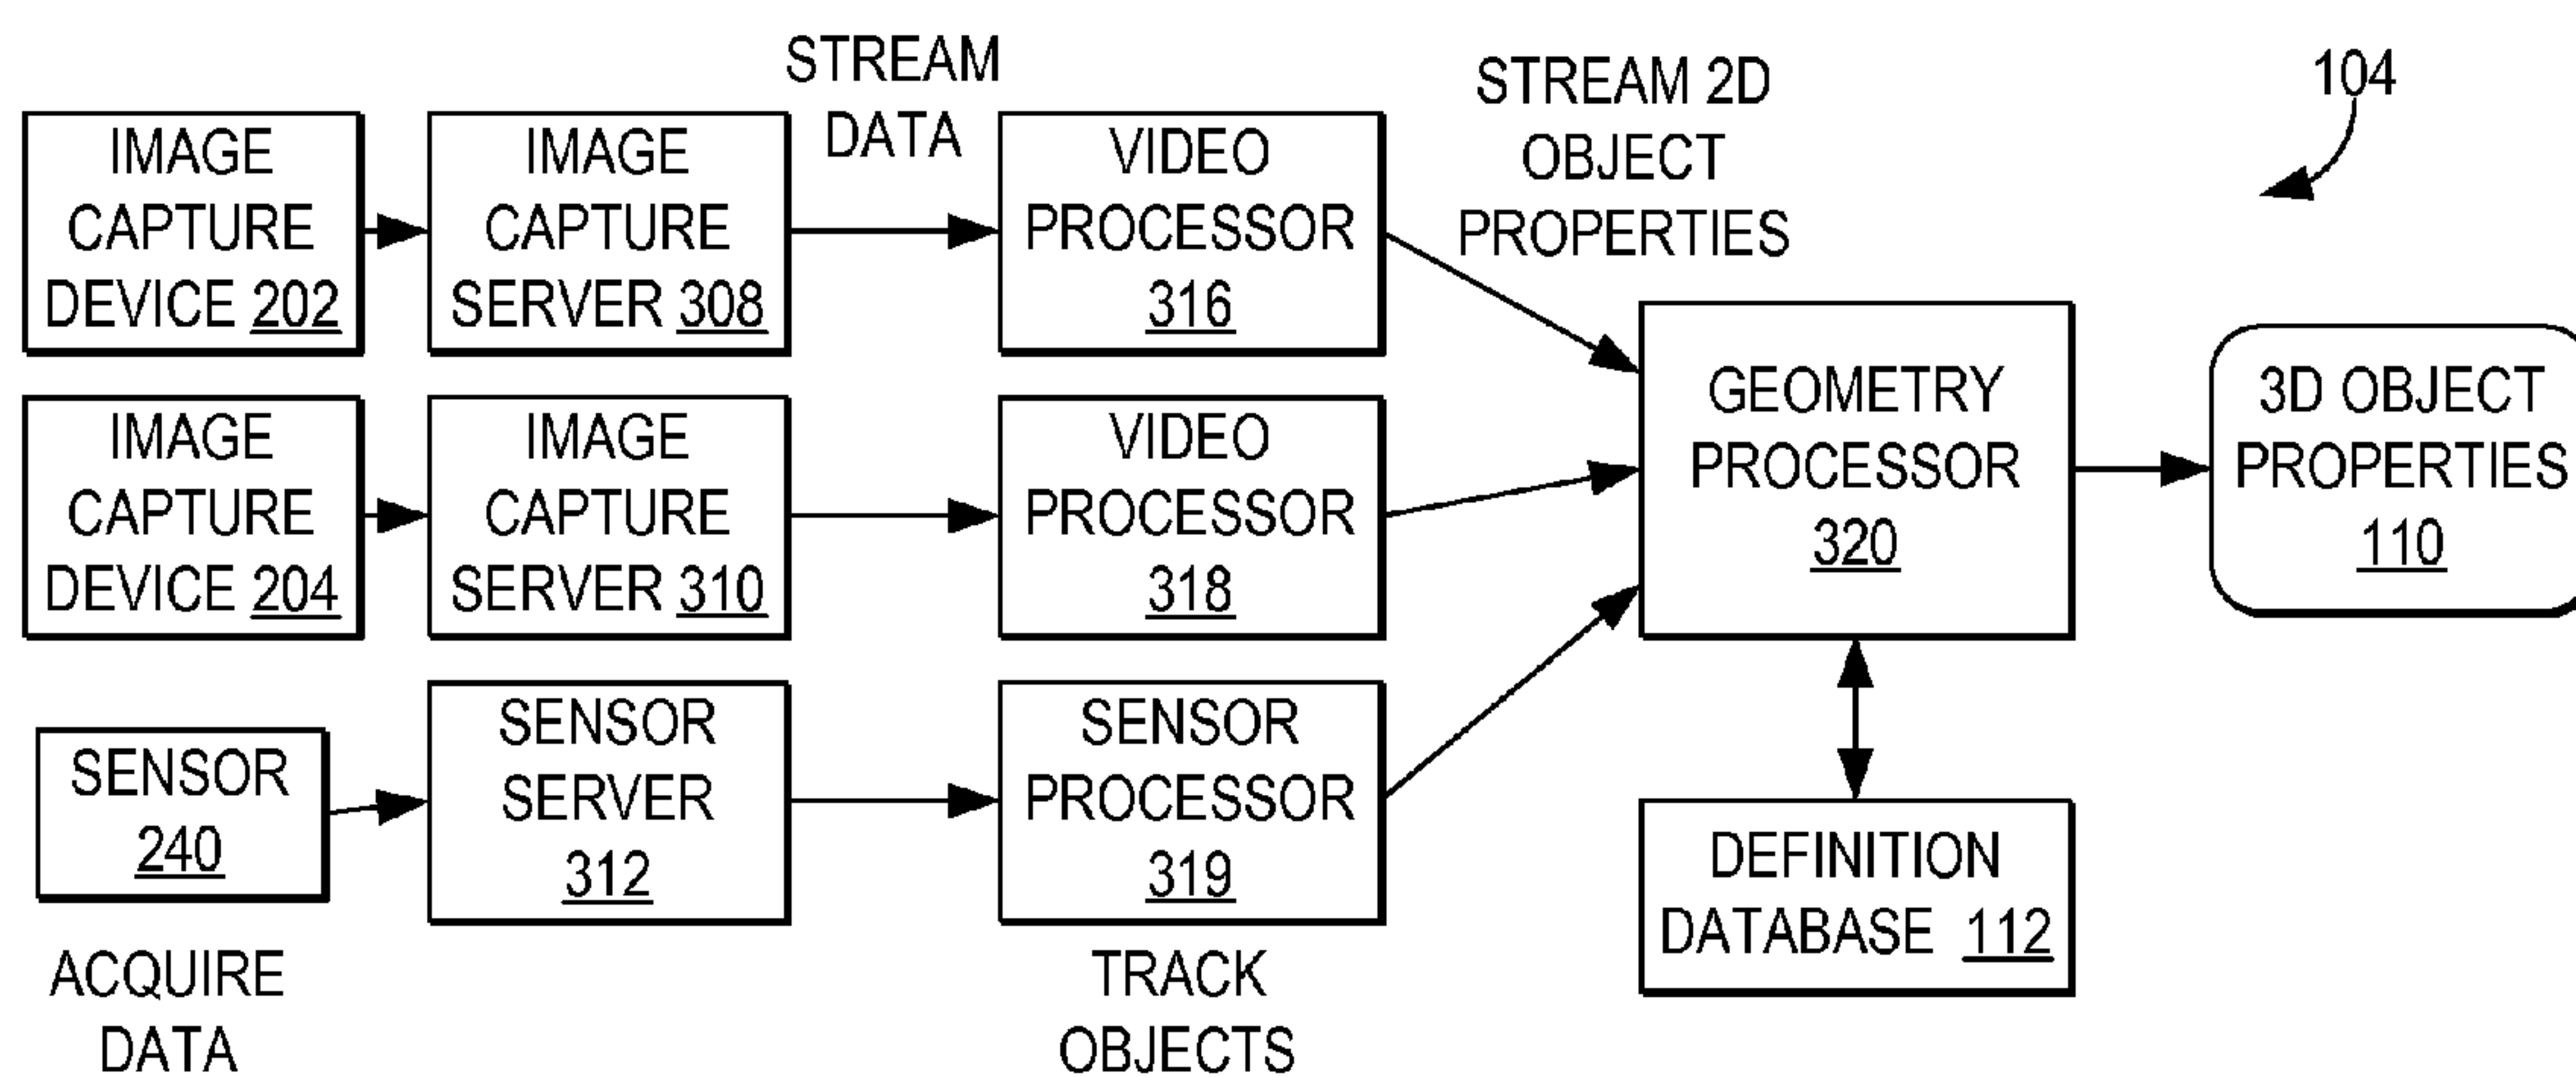 STREAM
DATA
STREAM 2D
OBJECT
PROPERTIES
104
IMAGE
CAPTURE
DEVICE 202
IMAGE
CAPTURE
SERVER 308
VIDEO
PROCESSOR
316
IMAGE
CAPTURE
DEVICE 204
IMAGE
CAPTURE
SERVER 310
VIDEO
PROCESSOR
318
GEOMETRY
PROCESSOR
320
3D OBJECT
PROPERTIES
110
SENSOR
240
SENSOR
SERVER
312
SENSOR
PROCESSOR
319
DEFINITION
DATABASE 112
ACQUIRE
DATA
TRACK
OBJECTS